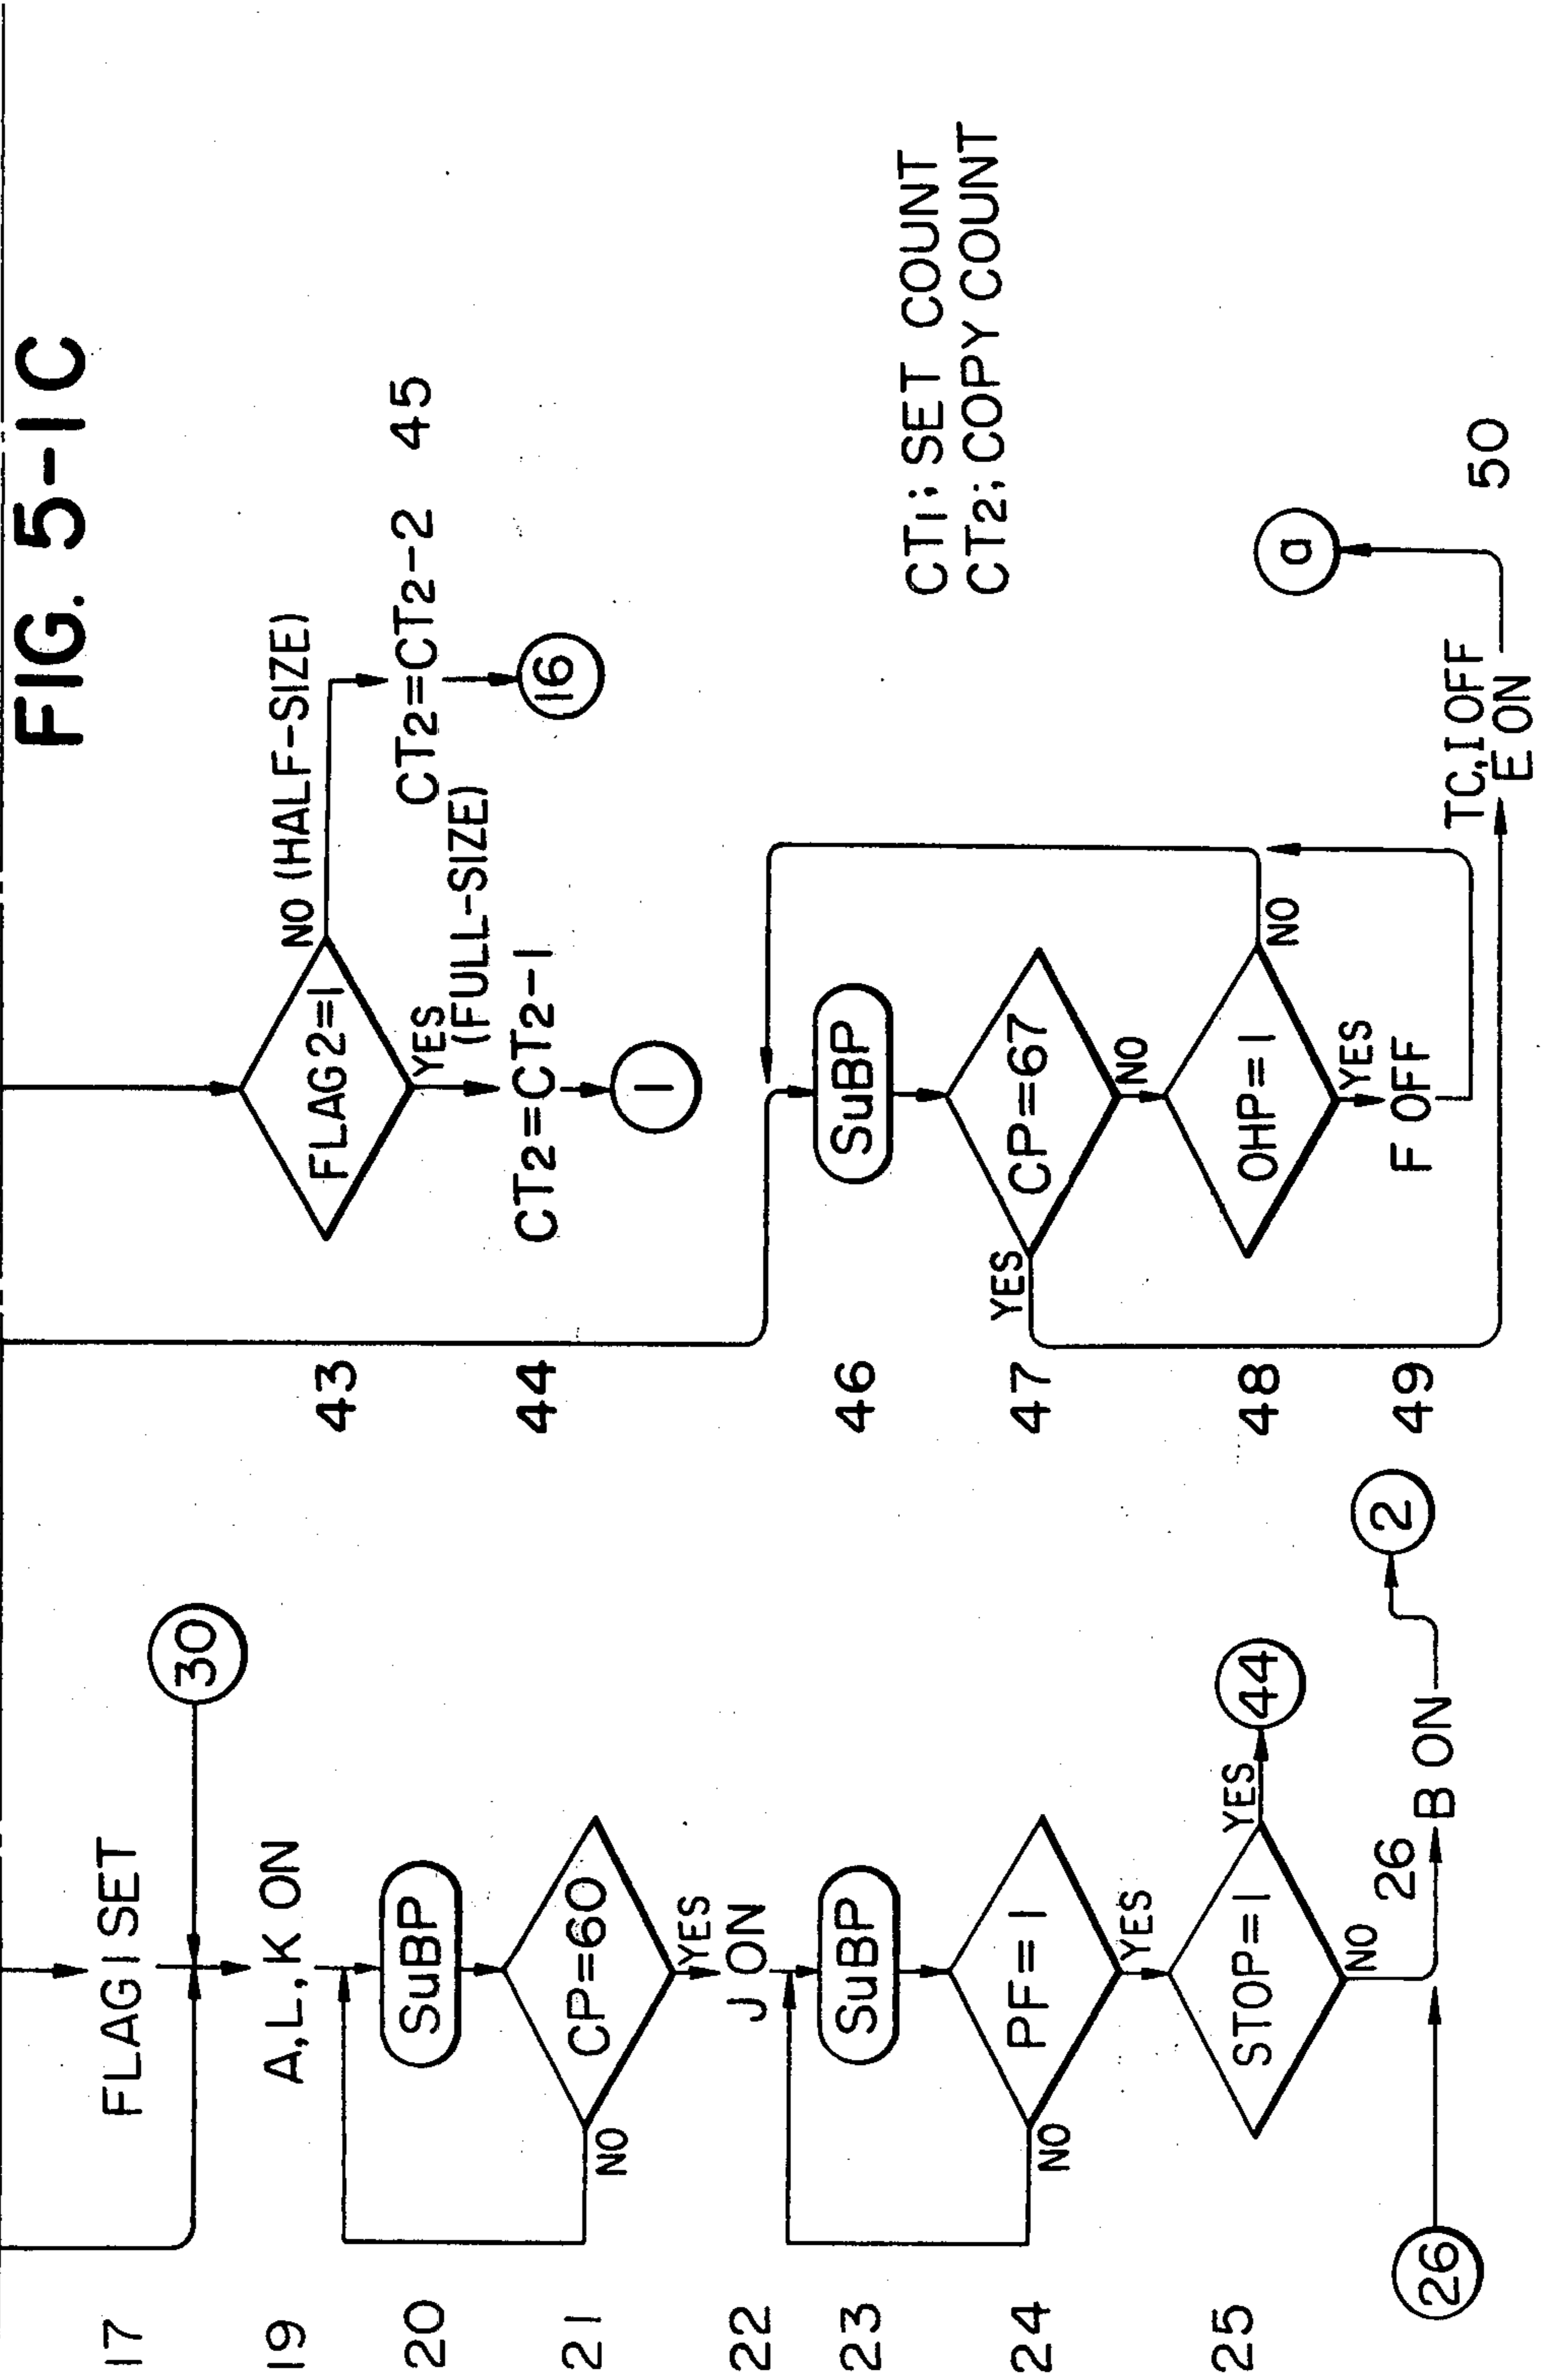 FIG. 5-1C
17 FLAG1 SET
30
19 A,L,K ON
20 SuBP
21 CP=60
NO
YES
22 J ON
23 SuBP
24 PF=1
NO
YES
25 STOP=1
YES
44
NO
26
26 B ON
2
43 FLAG2=1
NO (HALF-SIZE)
YES
(FULL-SIZE)
CT2=CT2-2 45
16
44 CT2=CT2-1
1
46 SuBP
47 CP=67
YES
NO
48 OHP=1
NO
YES
49 F OFF
TC,I OFF
E ON
50
a
CT1; SET COUNT
CT2; COPY COUNT